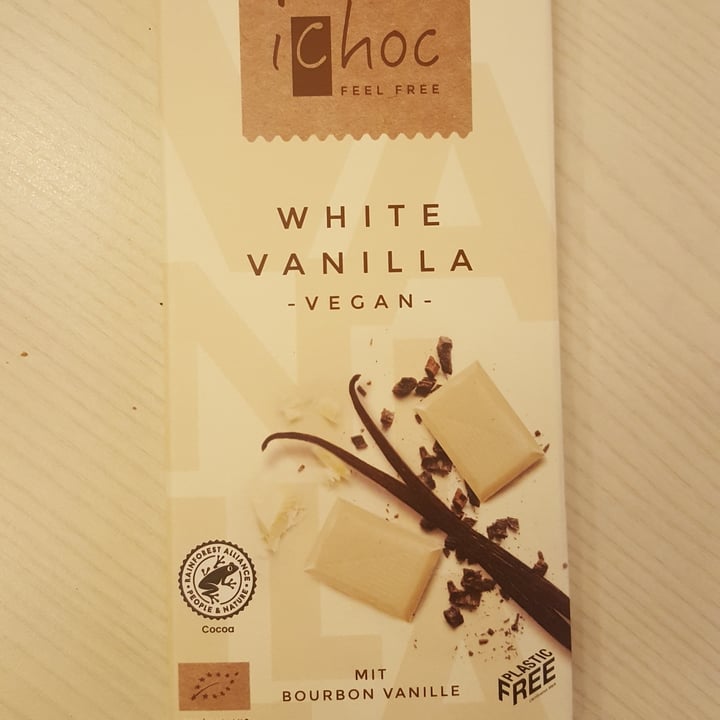 ichoc
FEEL FREE
WHITE
VANILLA
-VEGAN-
RAINFOREST ALLIANCE
PEOPLE & NATURE
Cocoa
MIT
BOURBON VANILLE
PLASTIC
FREE